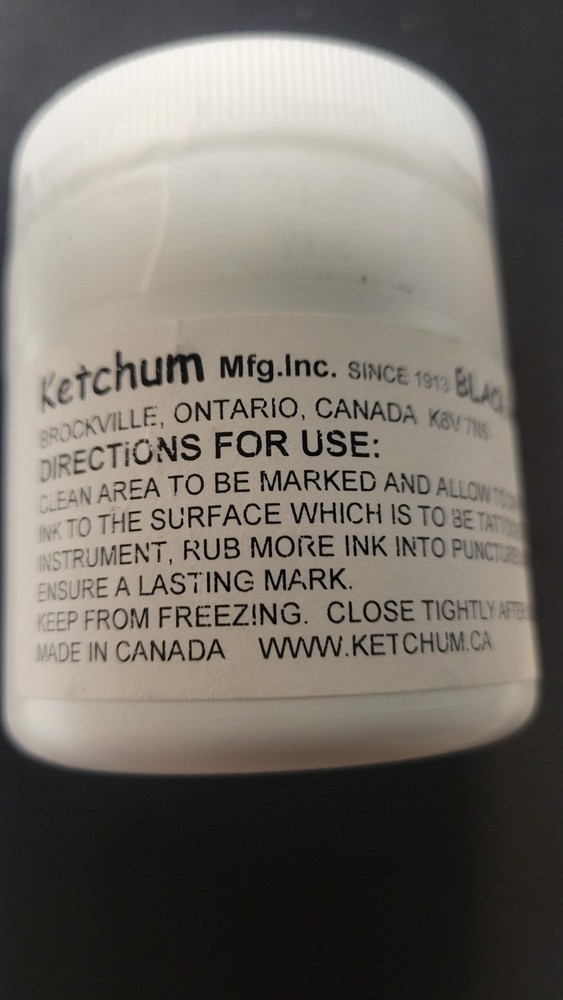 Ketchum Mfg.Inc. SINCE 1913
BROCKVILLE, ONTARIO, CANADA K6V 7N5
DIRECTIONS FOR USE:
CLEAN AREA TO BE MARKED AND ALLOW TO
INK TO THE SURFACE WHICH IS TO BE
INSTRUMENT, RUB MORE INK INTO
ENSURE A LASTING MARK.
KEEP FROM FREEZING. CLOSE TIGHTLY AFTER
MADE IN CANADA WWW.KETCHUM.CA